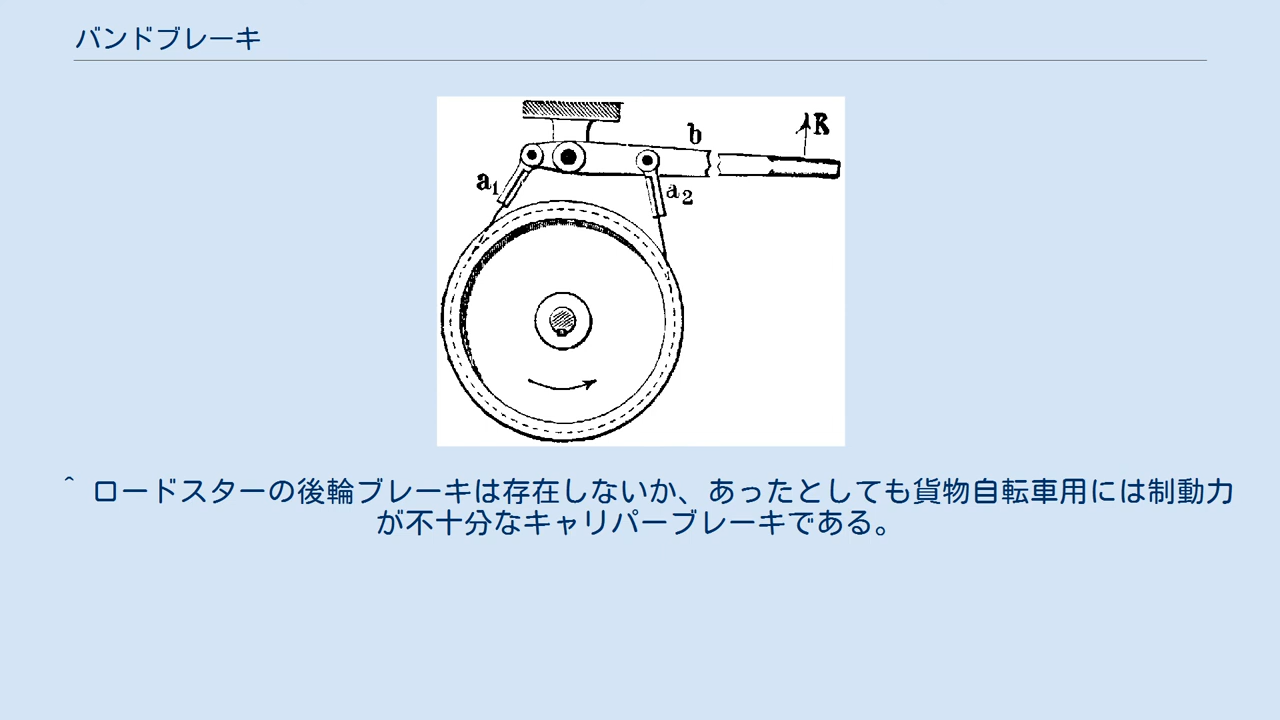 バンドブレーキ
b
R
a1
a2
^ ロードスターの後輪ブレーキは存在しないか、あったとしても貨物自転車用には制動力
が不十分なキャリパーブレーキである。